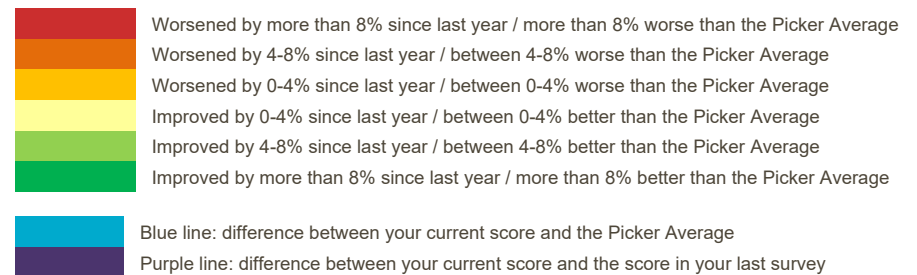 Worsened by more than 8% since last year / more than 8% worse than the Picker Average
Worsened by 4-8% since last year / between 4-8% worse than the Picker Average
Worsened by 0-4% since last year / between 0-4% worse than the Picker Average
Improved by 0-4% since last year / between 0-4% better than the Picker Average
Improved by 4-8% since last year / between 4-8% better than the Picker Average
Improved by more than 8% since last year / more than 8% better than the Picker Average
Blue line: difference between your current score and the Picker Average
Purple line: difference between your current score and the score in your last survey